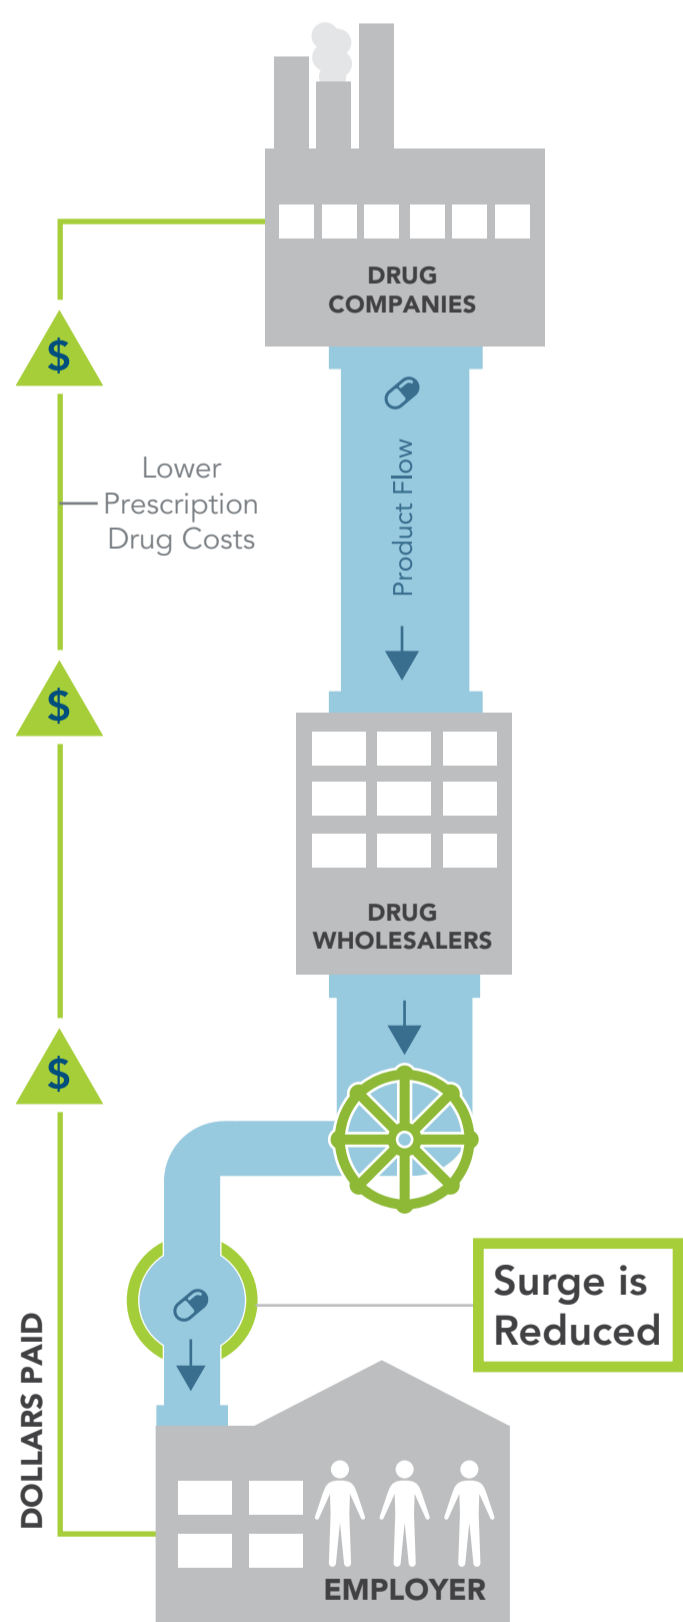 DRUG
COMPANIES
$
Lower
Prescription
Drug Costs
Product Flow
$
DRUG
WHOLESALERS
$
Surge is
Reduced
DOLLARS PAID
EMPLOYER